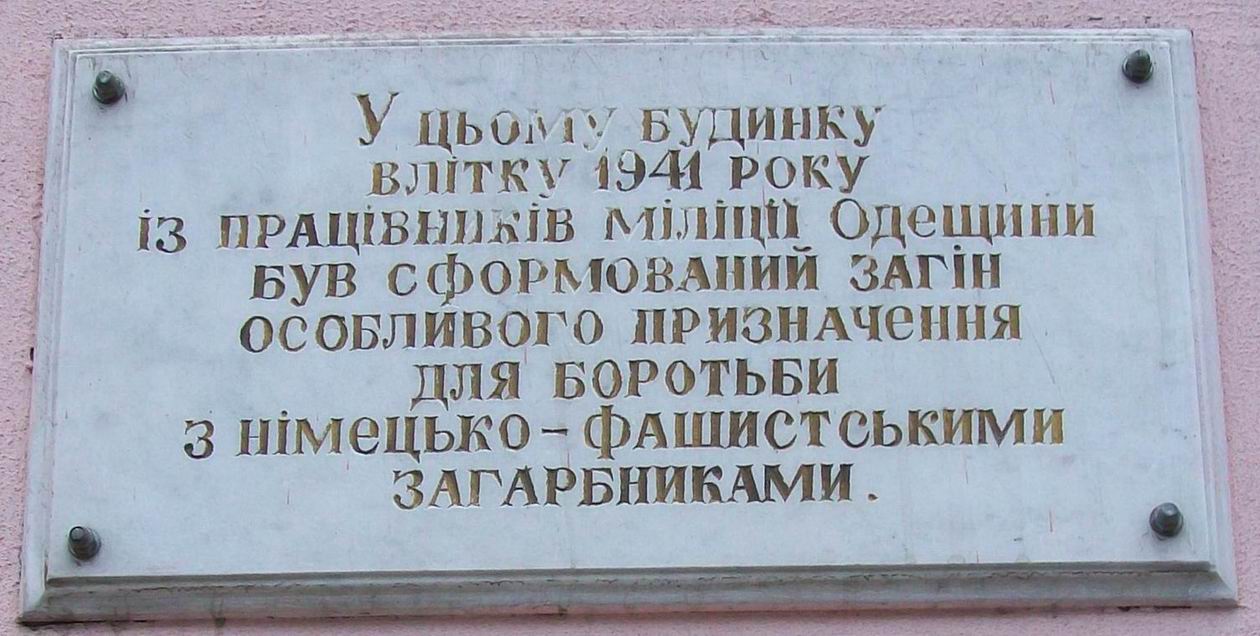 У ЦЬОМУ БУДИНКУ
ВЛІТКУ 1941 РОКУ
ІЗ ПРАЦІВНИКІВ МІЛІЦІЇ ОДЕЩИНИ
БУВ СФОРМОВАНИЙ ЗАГІН
ОСОБЛИВОГО ПРИЗНАЧЕННЯ
ДЛЯ БОРОТЬБИ
З НІМЕЦЬКО-ФАШИСТСЬКИМИ
ЗАГАРБНИКАМИ.